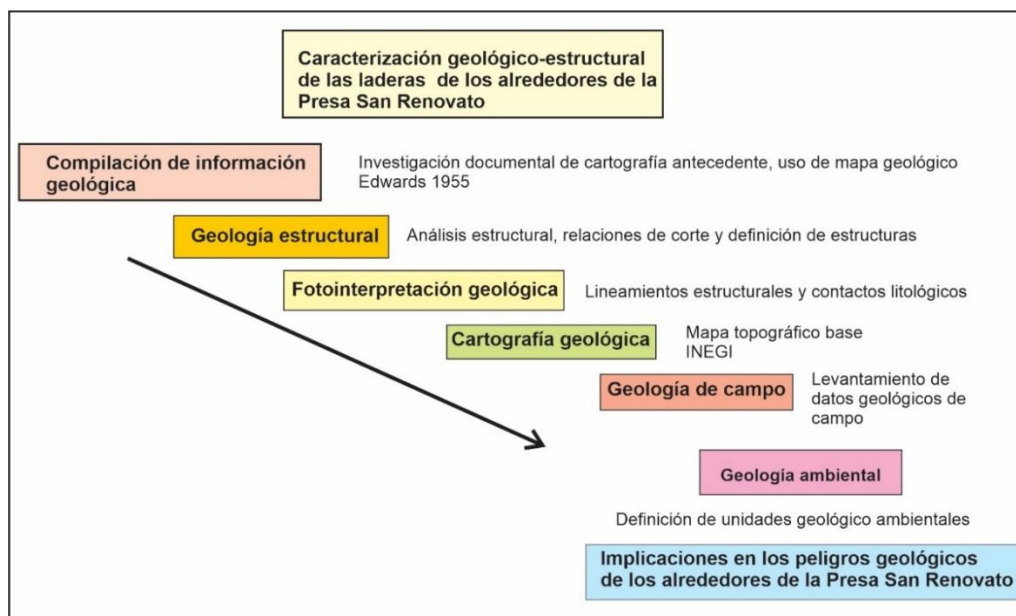 Caracterización geológico-estructural
de las laderas de los alrededores de la
Presa San Renovato
Compilación de información
geológica
Investigación documental de cartografía antecedente, uso de mapa geológico
Edwards 1955
Geología estructural
Análisis estructural, relaciones de corte y definición de estructuras
Fotointerpretación geológica
Lineamientos estructurales y contactos litológicos
Cartografía geológica
Mapa topográfico base
INEGI
Geología de campo
Levantamiento de
datos geológicos de
campo
Geología ambiental
Definición de unidades geológico ambientales
Implicaciones en los peligros geológicos
de los alrededores de la Presa San Renovato